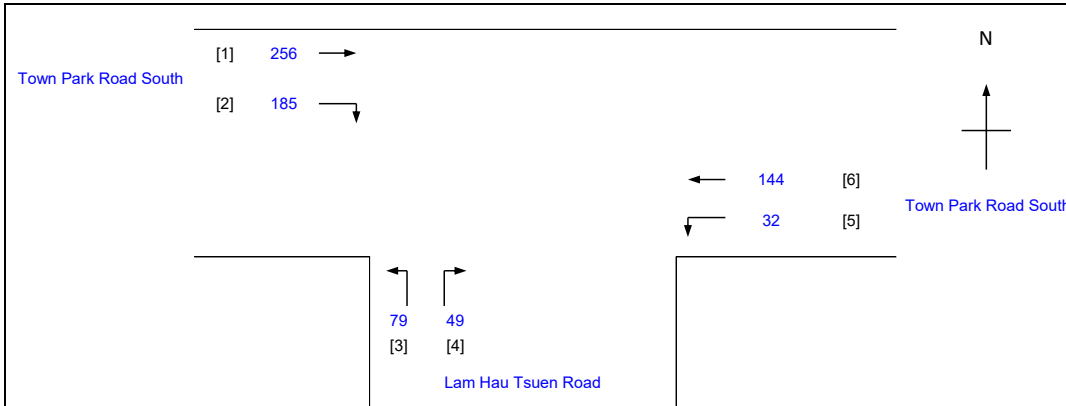 [1] 256
N
Town Park Road South
[2] 185
144 [6]
Town Park Road South
32 [5]
79 49
[3] [4]
Lam Hau Tsuen Road